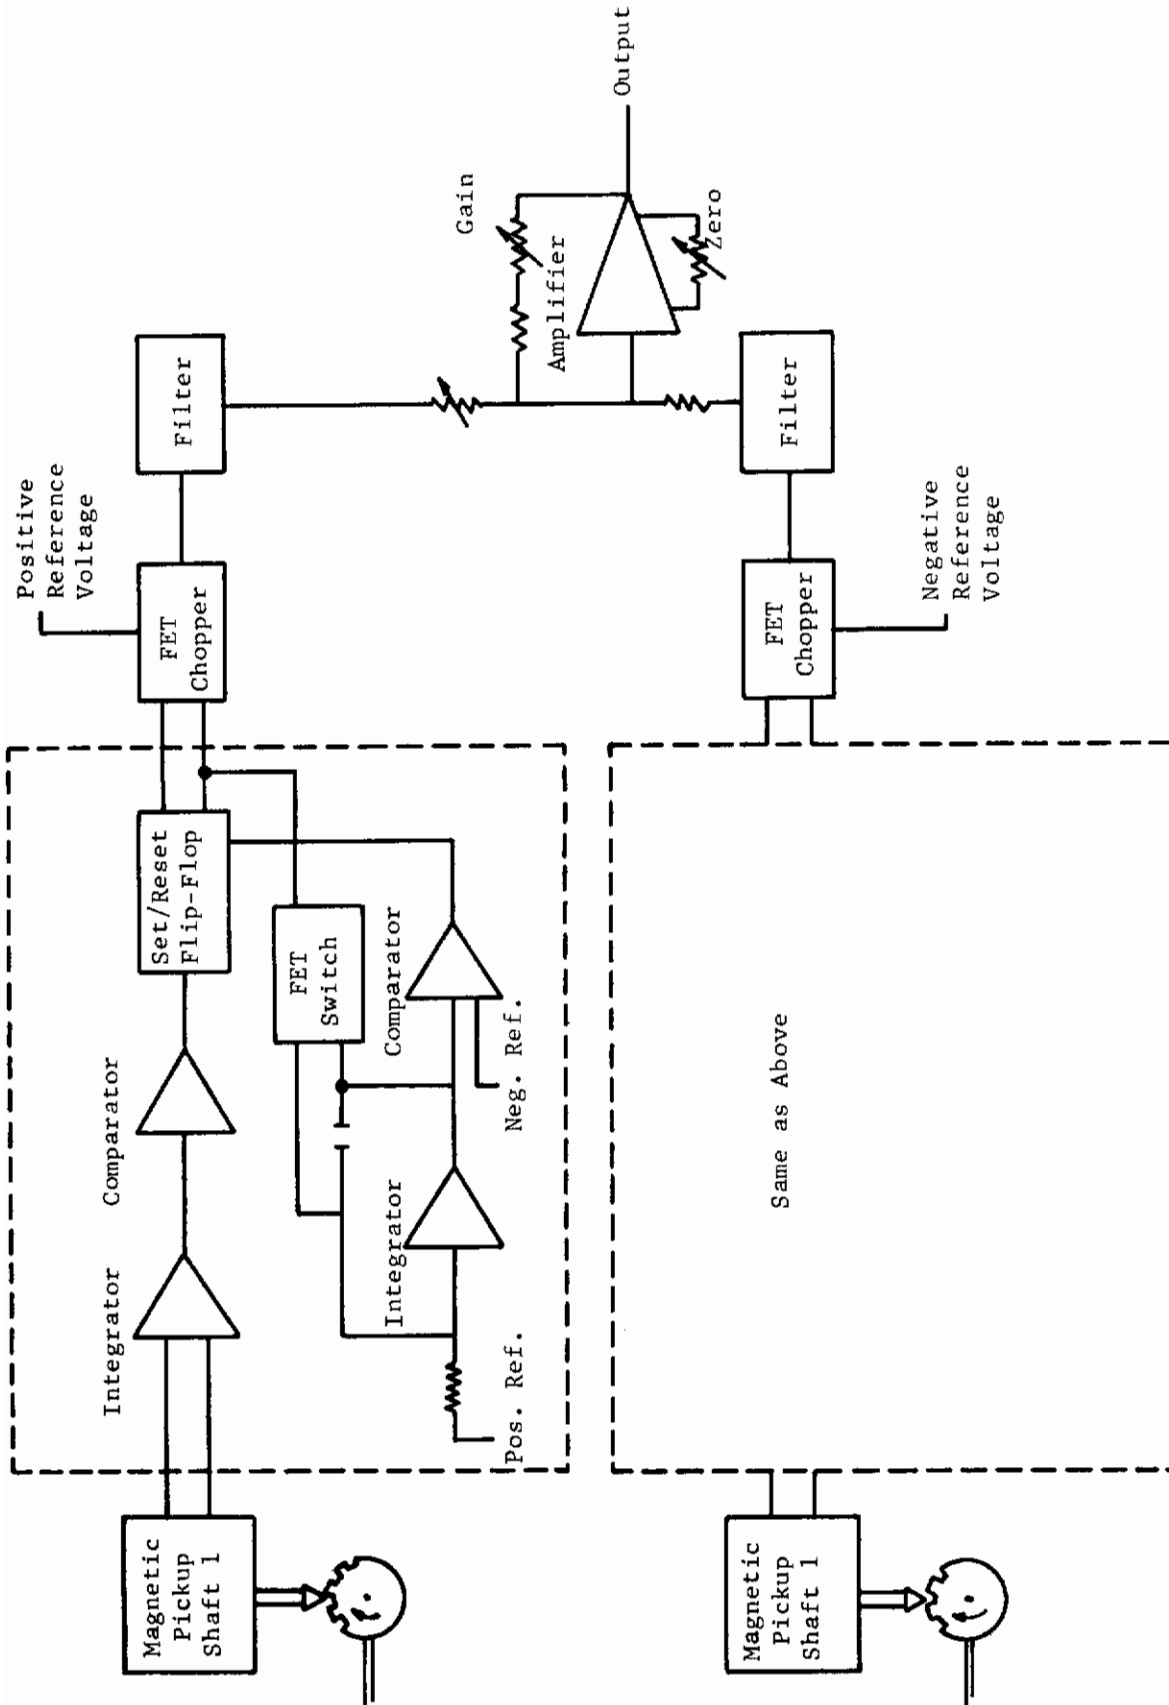 Magnetic
Pickup
Shaft 1
Integrator
Comparator
Set/Reset
Flip-Flop
FET
Chopper
Positive
Reference
Voltage
Filter
Pos. Ref.
Integrator
Neg. Ref.
Comparator
FET
Switch
Gain
Amplifier
Zero
Output
Magnetic
Pickup
Shaft 1
Same as Above
FET
Chopper
Negative
Reference
Voltage
Filter